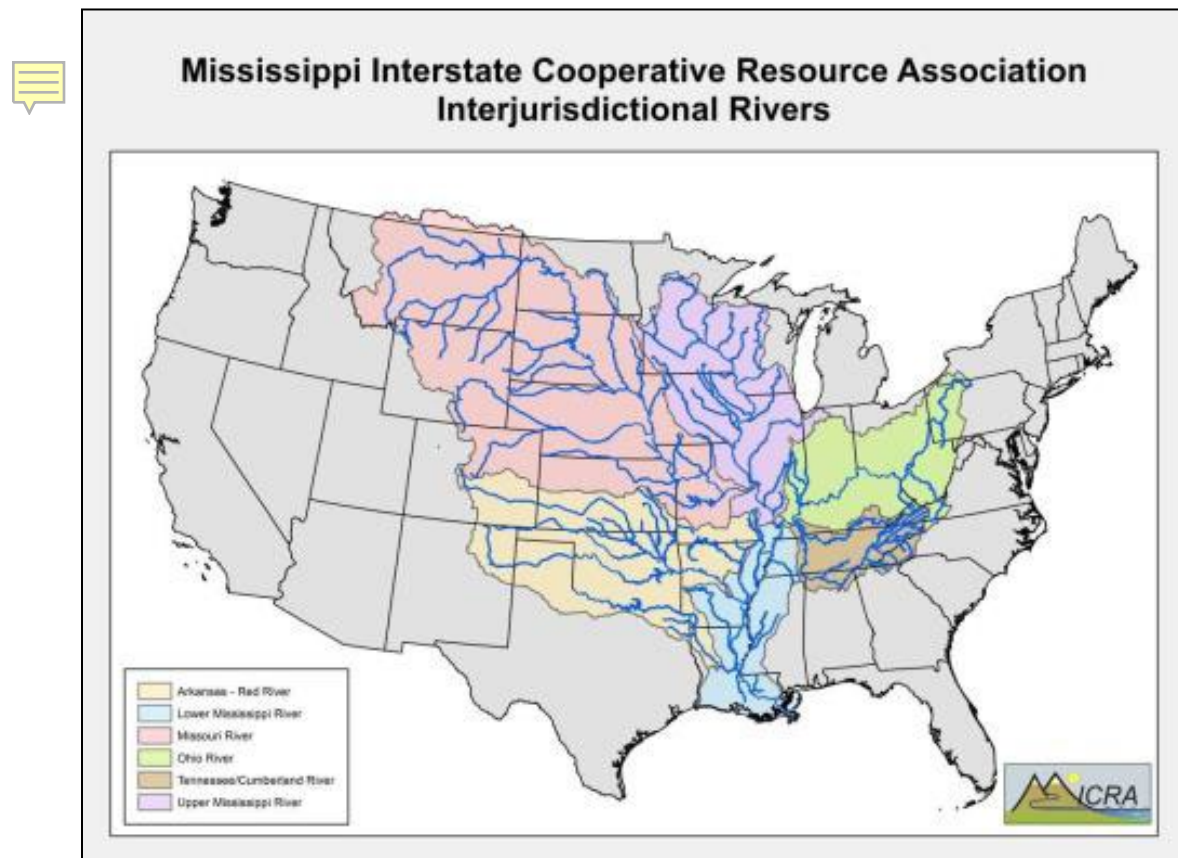 Mississippi Interstate Cooperative Resource Association
Interjurisdictional Rivers
Arkansas - Red River
Lower Mississippi River
Missouri River
Ohio River
Tennessee/Cumberland River
Upper Mississippi River
MICRA